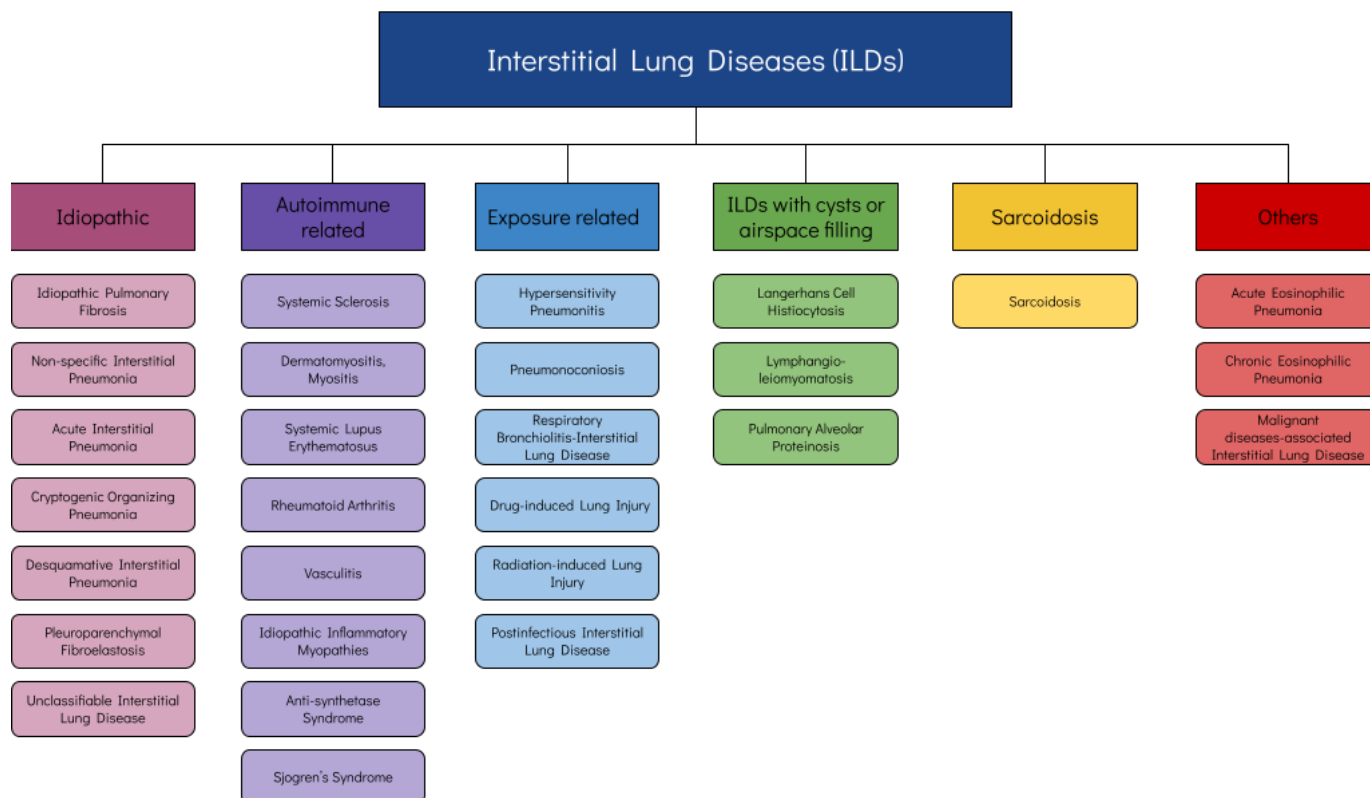 Interstitial Lung Diseases (ILDs)
Idiopathic
Autoimmune
related
Exposure related
ILDs with cysts or
airspace filling
Sarcoidosis
Others
Idiopathic Pulmonary
Fibrosis
Non-specific Interstitial
Pneumonia
Acute Interstitial
Pneumonia
Cryptogenic Organizing
Pneumonia
Desquamative Interstitial
Pneumonia
Pleuroparenchymal
Fibroelastosis
Unclassifiable Interstitial
Lung Disease
Systemic Sclerosis
Dermatomyositis,
Myositis
Systemic Lupus
Erythematosus
Rheumatoid Arthritis
Vasculitis
Idiopathic Inflammatory
Myopathies
Anti-synthetase
Syndrome
Sjogren's Syndrome
Hypersensitivity
Pneumonitis
Pneumonoconiosis
Respiratory
Bronchiolitis-Interstitial
Lung Disease
Drug-induced Lung Injury
Radiation-induced Lung
Injury
Postinfectious Interstitial
Lung Disease
Langerhans Cell
Histiocytosis
Lymphangio-
leiomyomatosis
Pulmonary Alveolar
Proteinosis
Sarcoidosis
Acute Eosinophilic
Pneumonia
Chronic Eosinophilic
Pneumonia
Malignant
diseases-associated
Interstitial Lung Disease